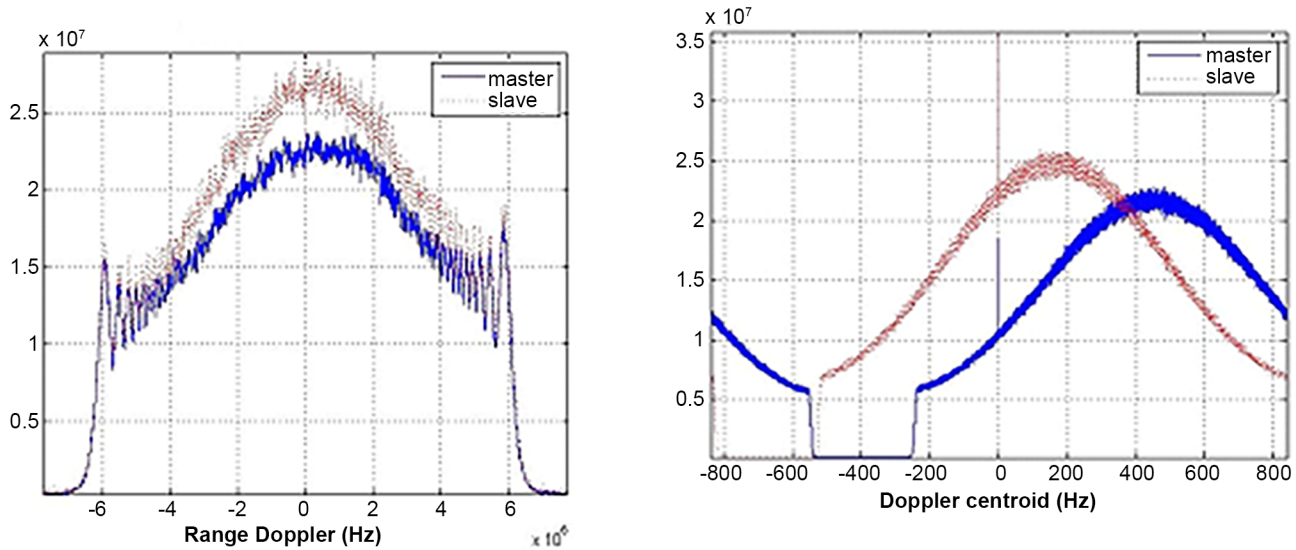 x 10⁷
2.5
2
1.5
1
0.5
-6 -4 -2 0 2 4 6
Range Doppler (Hz)
x 10⁶
master
slave
x 10⁷
3.5
3
2.5
2
1.5
1
0.5
-800 -600 -400 -200 0 200 400 600 800
Doppler centroid (Hz)
master
slave